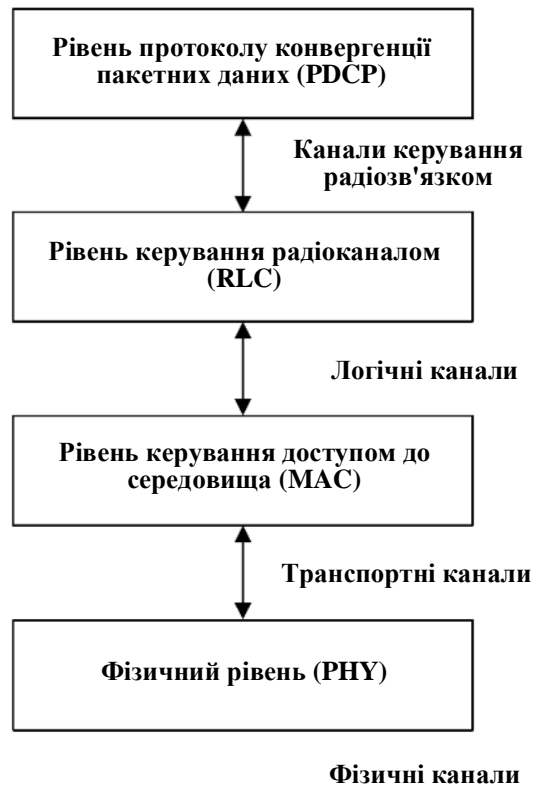 Рівень протоколу конвергенції
пакетних даних (PDCP)
Канали керування
радіозв'язком
Рівень керування радіоканалом
(RLC)
Логічні канали
Рівень керування доступом до
середовища (MAC)
Транспортні канали
Фізичний рівень (PHY)
Фізичні канали